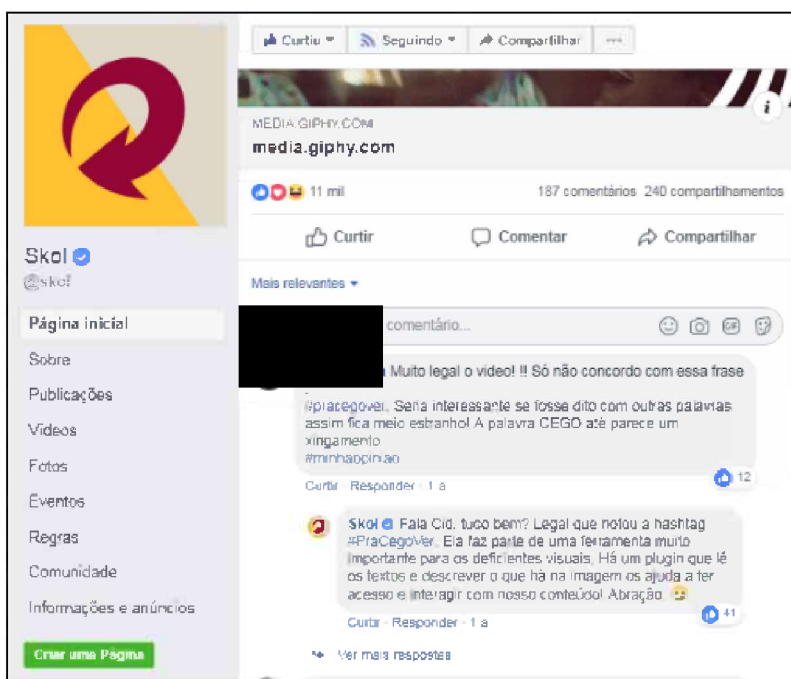 Curtiu
Seguindo
Compartilhar
MEDIA.GIPHY.COM
media.giphy.com
11 mil
187 comentários 240 compartilhamentos
Curtir
Comentar
Compartilhar
Skol
@skol
Mais relevantes
Página inicial
Sobre
Publicações
Vídeos
Fotos
Eventos
Regras
Comunidade
Informações e anúncios
Criar uma Página
comentário...
GIF
Muito legal o video! !! Só não concordo com essa frase
#pracegover. Seria interessante se fosse dito com outras palavras
assim fica meio estranho! A palavra CEGO até parece um
xingamento
#minhaopiniao
12
Curtir · Responder · 1 a
Skol Fala Cid, tudo bem? Legal que notou a hashtag
#PraCegoVer. Ela faz parte de uma ferramenta muito
importante para os deficientes visuais. Há um plugin que lê
os textos e descrever o que há na imagem os ajuda a ter
acesso e interagir com nosso conteúdo! Abração.
41
Curtir · Responder · 1 a
Ver mais respostas